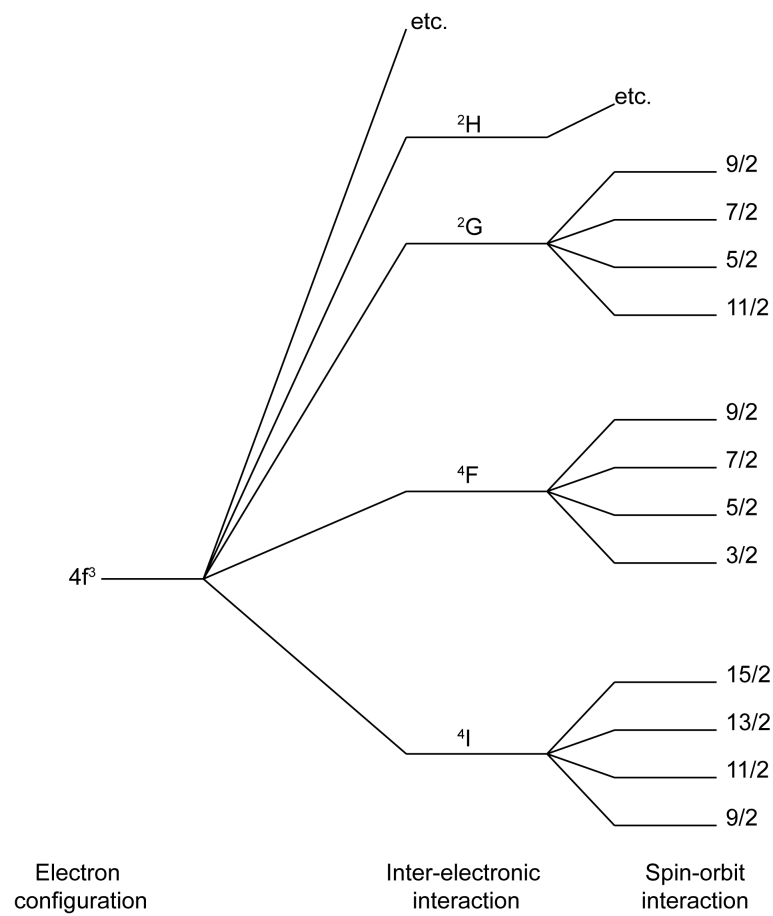 etc.
etc.
²H
9/2
7/2
²G
5/2
11/2
9/2
7/2
⁴F
5/2
3/2
4f³
15/2
13/2
⁴I
11/2
9/2
Electron
configuration
Inter-electronic
interaction
Spin-orbit
interaction